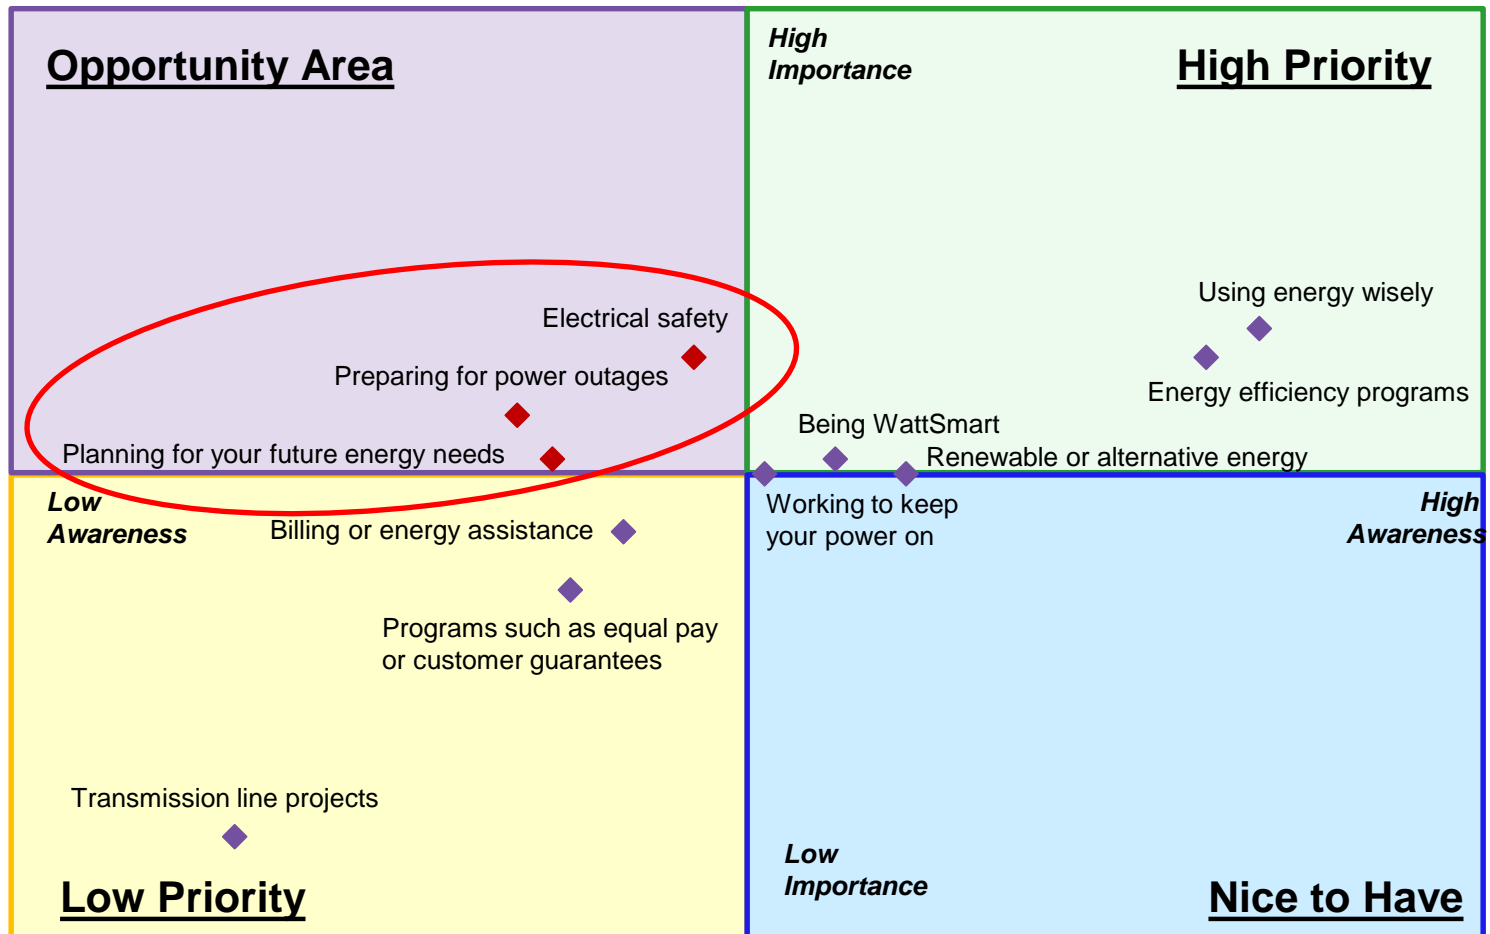 Opportunity Area
High
Importance
High Priority
Using energy wisely
Electrical safety
Preparing for power outages
Energy efficiency programs
Being WattSmart
Planning for your future energy needs
Renewable or alternative energy
Low
Awareness
Billing or energy assistance
Working to keep
your power on
High
Awareness
Programs such as equal pay
or customer guarantees
Transmission line projects
Low
Importance
Low Priority
Nice to Have